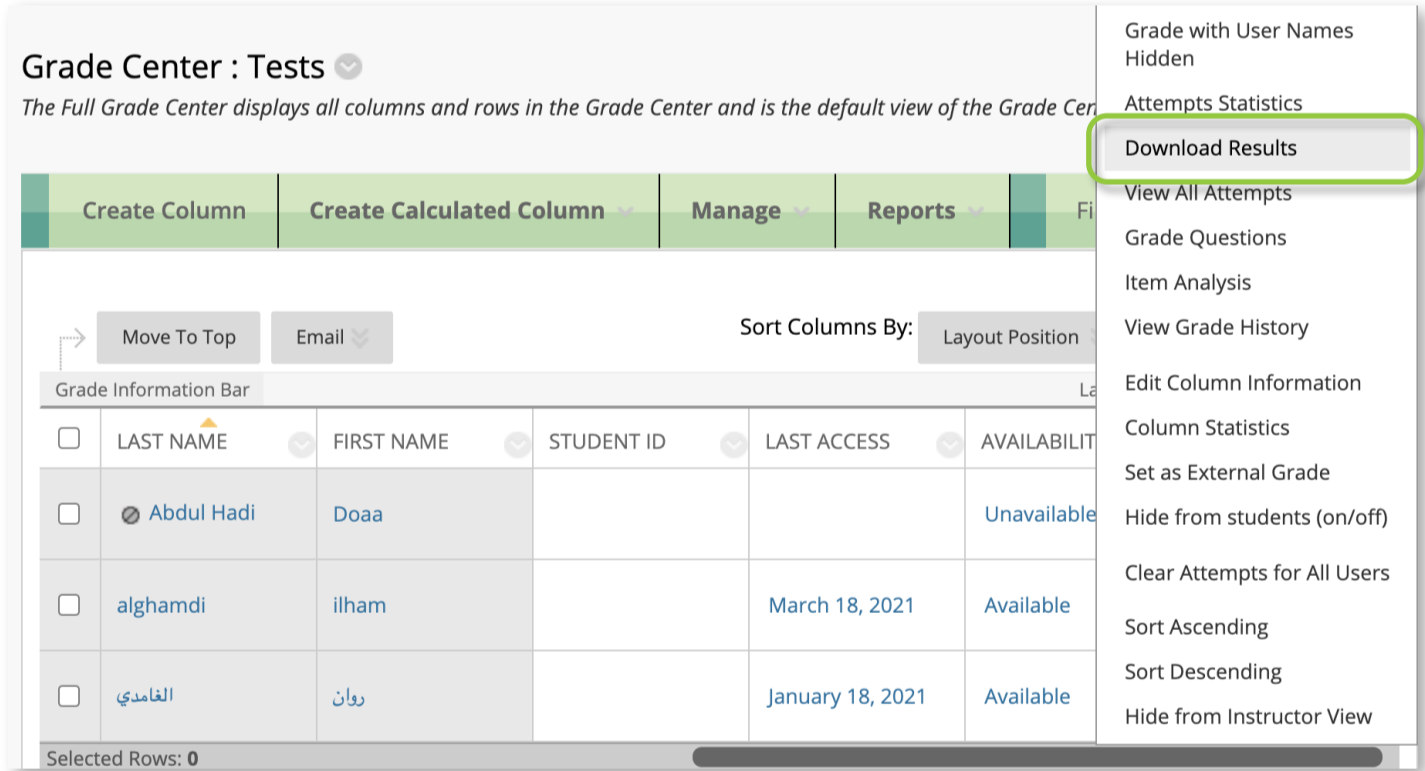 Grade Center : Tests
The Full Grade Center displays all columns and rows in the Grade Center and is the default view of the Grade
Create Column
Create Calculated Column
Manage
Reports
Move To Top
Email
Sort Columns By:
Layout Position
Grade Information Bar
LAST NAME
FIRST NAME
STUDENT ID
LAST ACCESS
AVAILABILIT
Abdul Hadi
Doaa
Unavailable
alghamdi
ilham
March 18, 2021
Available
الغامدي
روان
January 18, 2021
Available
Selected Rows: 0
Grade with User Names
Hidden
Attempts Statistics
Download Results
View All Attempts
Grade Questions
Item Analysis
View Grade History
Edit Column Information
Column Statistics
Set as External Grade
Hide from students (on/off)
Clear Attempts for All Users
Sort Ascending
Sort Descending
Hide from Instructor View